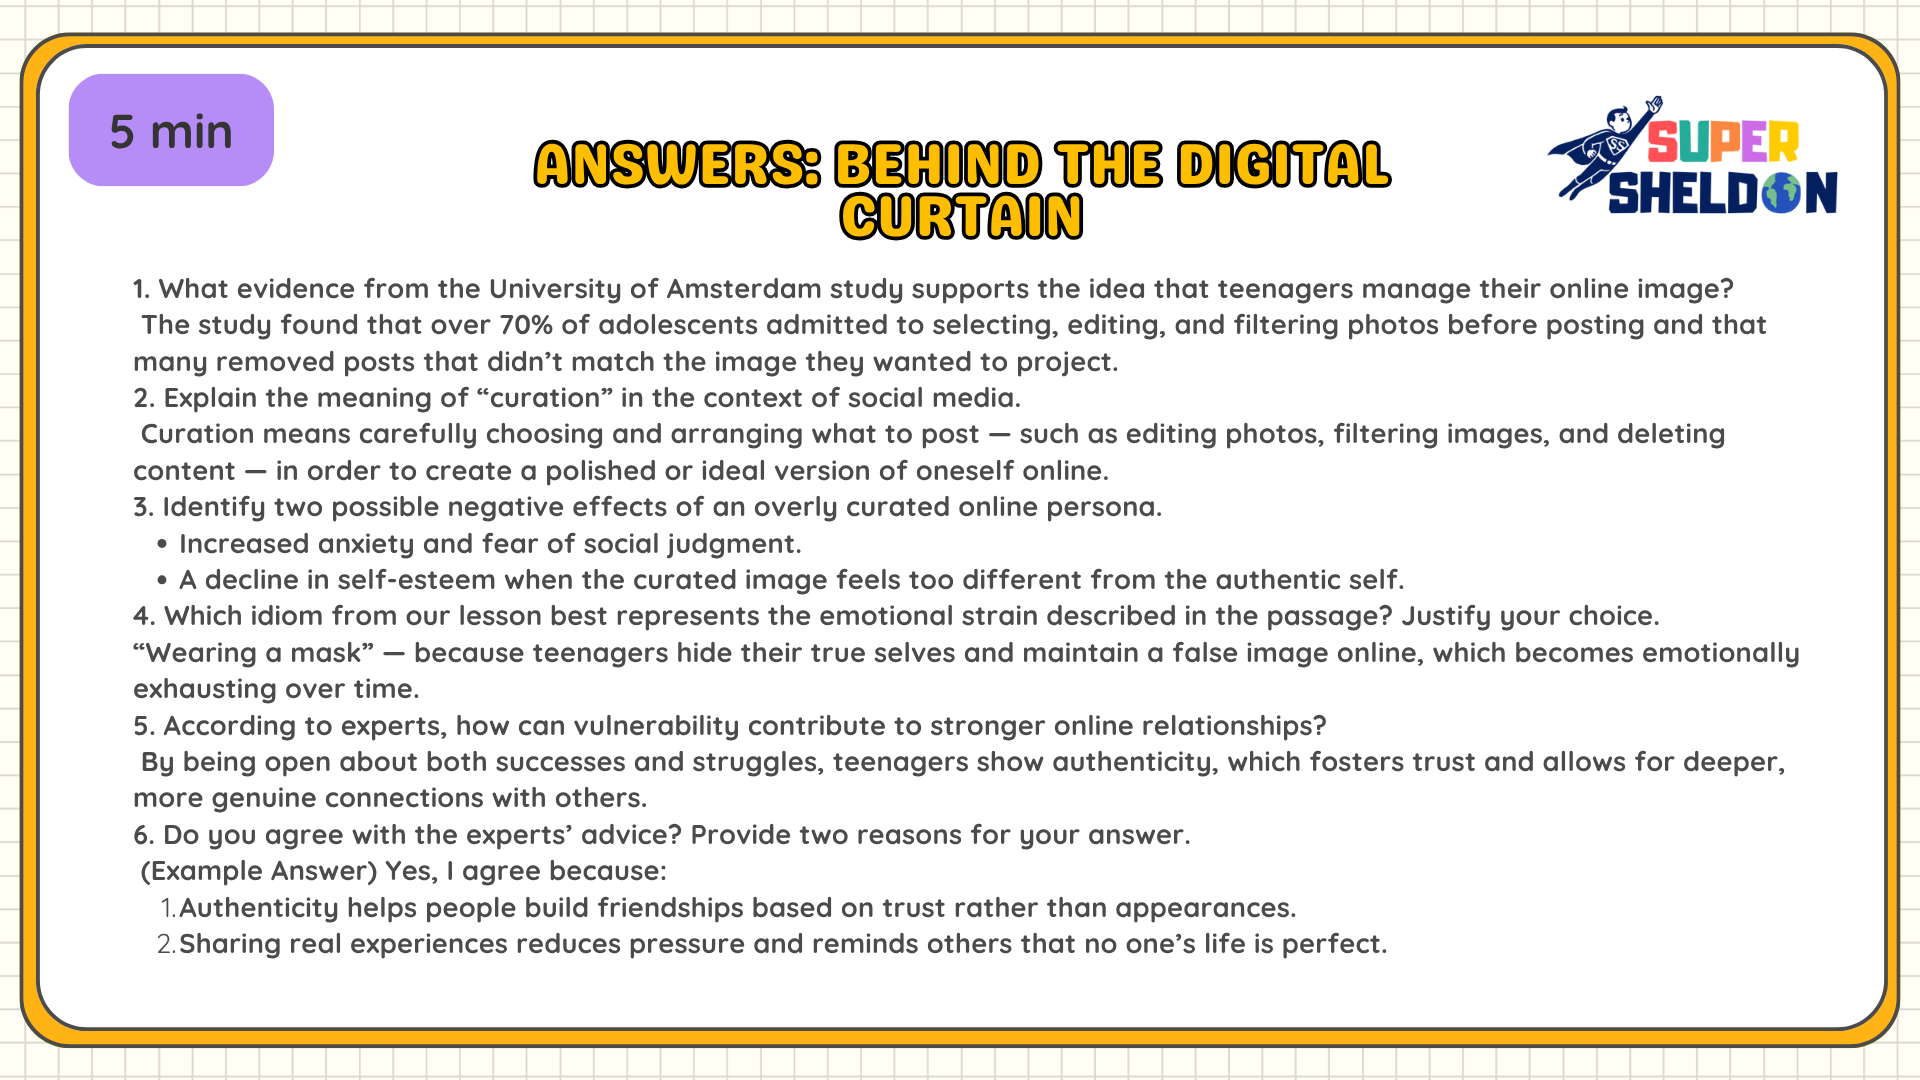 5 min
ANSWERS: BEHIND THE DIGITAL
CURTAIN
SUPER
SHELDON
1. What evidence from the University of Amsterdam study supports the idea that teenagers manage their online image?
The study found that over 70% of adolescents admitted to selecting, editing, and filtering photos before posting and that
many removed posts that didn’t match the image they wanted to project.
2. Explain the meaning of “curation” in the context of social media.
Curation means carefully choosing and arranging what to post — such as editing photos, filtering images, and deleting
content — in order to create a polished or ideal version of oneself online.
3. Identify two possible negative effects of an overly curated online persona.
• Increased anxiety and fear of social judgment.
• A decline in self-esteem when the curated image feels too different from the authentic self.
4. Which idiom from our lesson best represents the emotional strain described in the passage? Justify your choice.
“Wearing a mask” — because teenagers hide their true selves and maintain a false image online, which becomes emotionally
exhausting over time.
5. According to experts, how can vulnerability contribute to stronger online relationships?
By being open about both successes and struggles, teenagers show authenticity, which fosters trust and allows for deeper,
more genuine connections with others.
6. Do you agree with the experts’ advice? Provide two reasons for your answer.
(Example Answer) Yes, I agree because:
1. Authenticity helps people build friendships based on trust rather than appearances.
2. Sharing real experiences reduces pressure and reminds others that no one’s life is perfect.